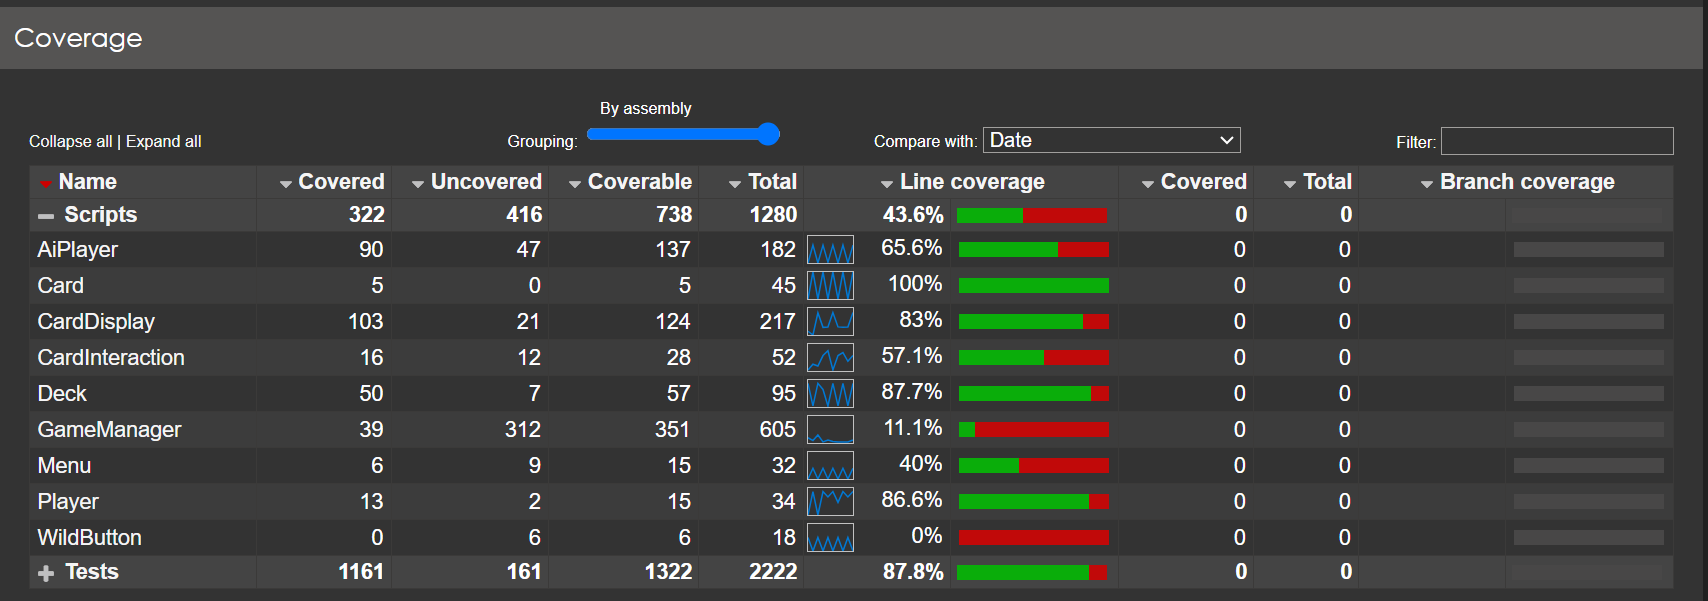 Coverage
By assembly
Collapse all | Expand all Grouping: Compare with: Date Filter:
Name Covered Uncovered Coverable Total Line coverage Covered Total Branch coverage
Scripts 322 416 738 1280 43.6% 0 0
AiPlayer 90 47 137 182 65.6% 0 0
Card 5 0 5 45 100% 0 0
CardDisplay 103 21 124 217 83% 0 0
CardInteraction 16 12 28 52 57.1% 0 0
Deck 50 7 57 95 87.7% 0 0
GameManager 39 312 351 605 11.1% 0 0
Menu 6 9 15 32 40% 0 0
Player 13 2 15 34 86.6% 0 0
WildButton 0 6 6 18 0% 0 0
Tests 1161 161 1322 2222 87.8% 0 0